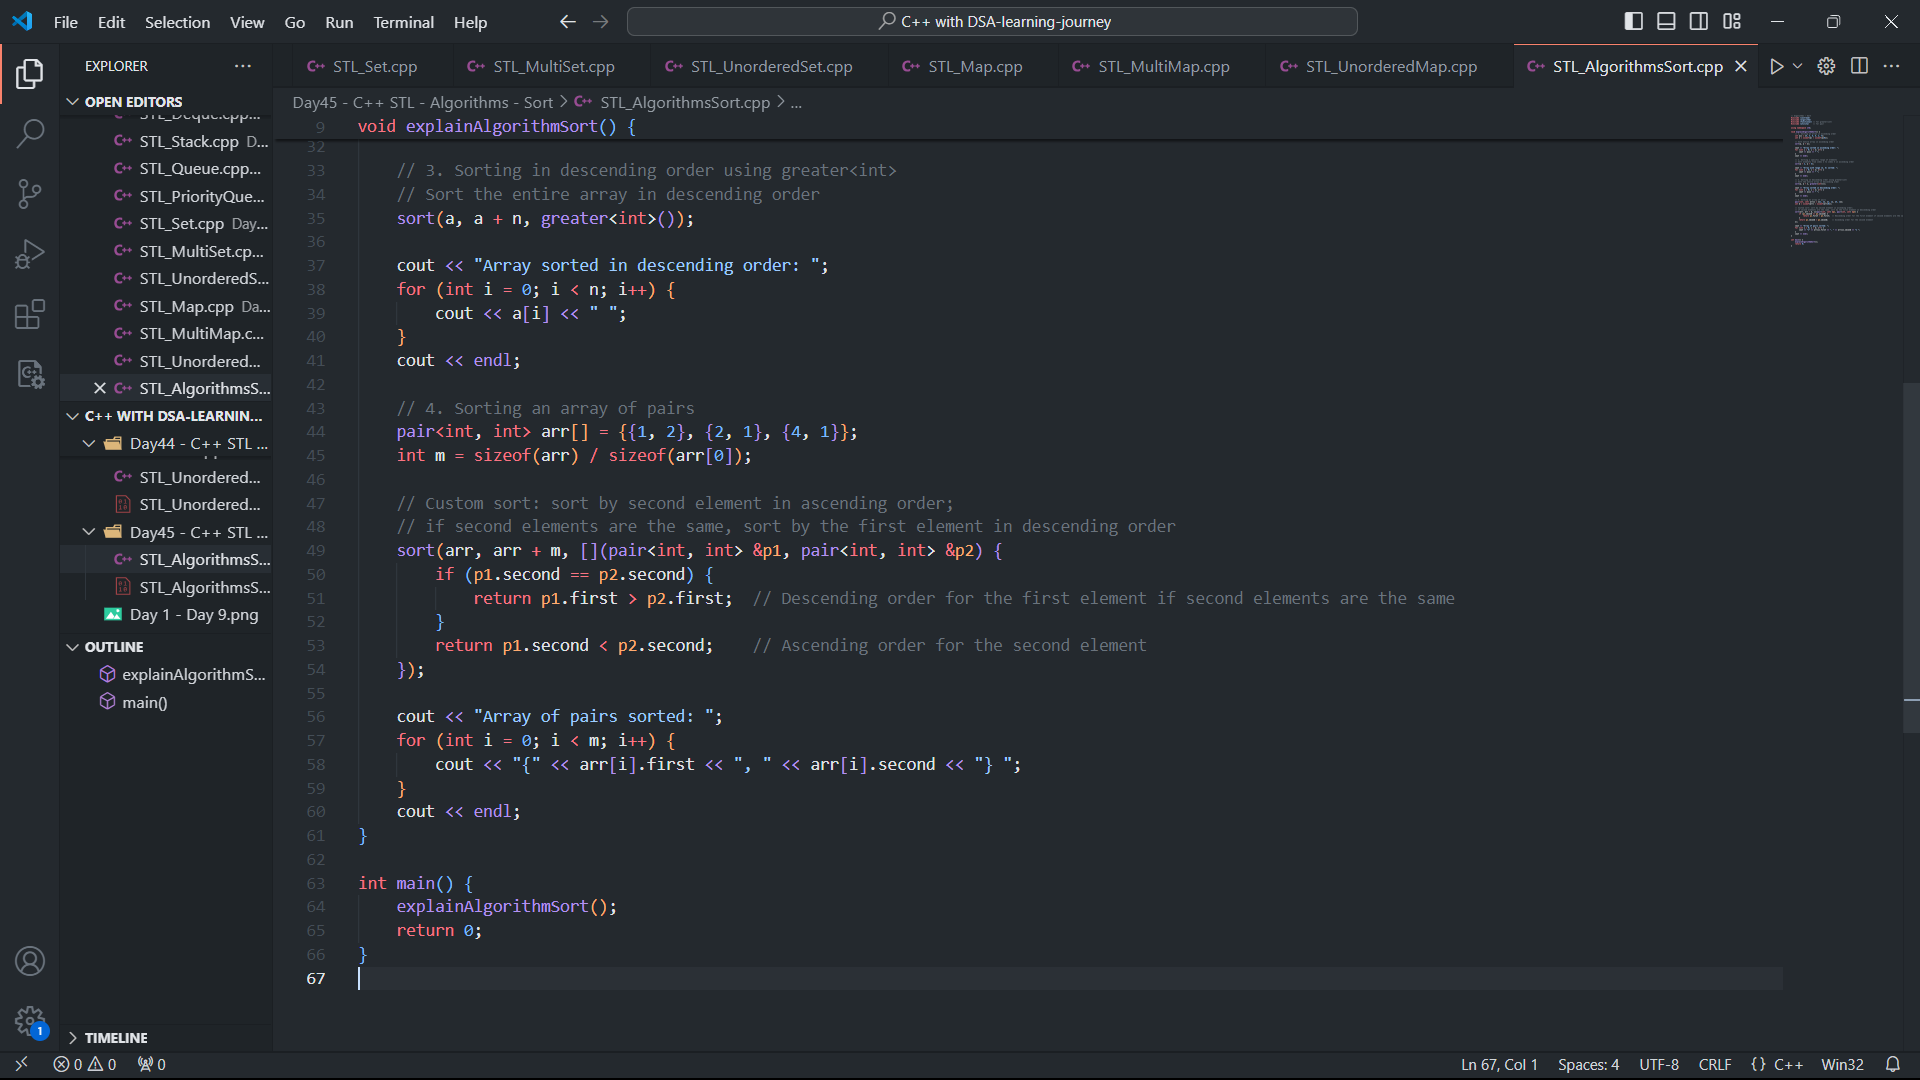 File Edit Selection View Go Run Terminal Help
C++ with DSA-learning-journey
EXPLORER
OPEN EDITORS
STL_Deque.cpp...
STL_Stack.cpp D...
STL_Queue.cpp...
STL_PriorityQue...
STL_Set.cpp Day...
STL_MultiSet.cp...
STL_UnorderedS...
STL_Map.cpp Da...
STL_MultiMap.c...
STL_Unordered...
STL_AlgorithmsS...
C++ WITH DSA-LEARNIN...
Day44 - C++ STL ...
STL_Unordered...
STL_Unordered...
Day45 - C++ STL ...
STL_AlgorithmsS...
STL_AlgorithmsS...
Day 1 - Day 9.png
OUTLINE
explainAlgorithmS...
main()
TIMELINE
STL_Set.cpp STL_MultiSet.cpp STL_UnorderedSet.cpp STL_Map.cpp STL_MultiMap.cpp STL_UnorderedMap.cpp STL_AlgorithmsSort.cpp
Day45 - C++ STL - Algorithms - Sort > STL_AlgorithmsSort.cpp > ...
9 void explainAlgorithmSort() {
32
33 // 3. Sorting in descending order using greater<int>
34 // Sort the entire array in descending order
35 sort(a, a + n, greater<int>());
36
37 cout << "Array sorted in descending order: ";
38 for (int i = 0; i < n; i++) {
39 cout << a[i] << " ";
40 }
41 cout << endl;
42
43 // 4. Sorting an array of pairs
44 pair<int, int> arr[] = {{1, 2}, {2, 1}, {4, 1}};
45 int m = sizeof(arr) / sizeof(arr[0]);
46
47 // Custom sort: sort by second element in ascending order;
48 // if second elements are the same, sort by the first element in descending order
49 sort(arr, arr + m, [](pair<int, int> &p1, pair<int, int> &p2) {
50 if (p1.second == p2.second) {
51 return p1.first > p2.first; // Descending order for the first element if second elements are the same
52 }
53 return p1.second < p2.second; // Ascending order for the second element
54 });
55
56 cout << "Array of pairs sorted: ";
57 for (int i = 0; i < m; i++) {
58 cout << "{" << arr[i].first << ", " << arr[i].second << "} ";
59 }
60 cout << endl;
61 }
62
63 int main() {
64 explainAlgorithmSort();
65 return 0;
66 }
67
1
0 0 0
Ln 67, Col 1 Spaces: 4 UTF-8 CRLF {} C++ Win32